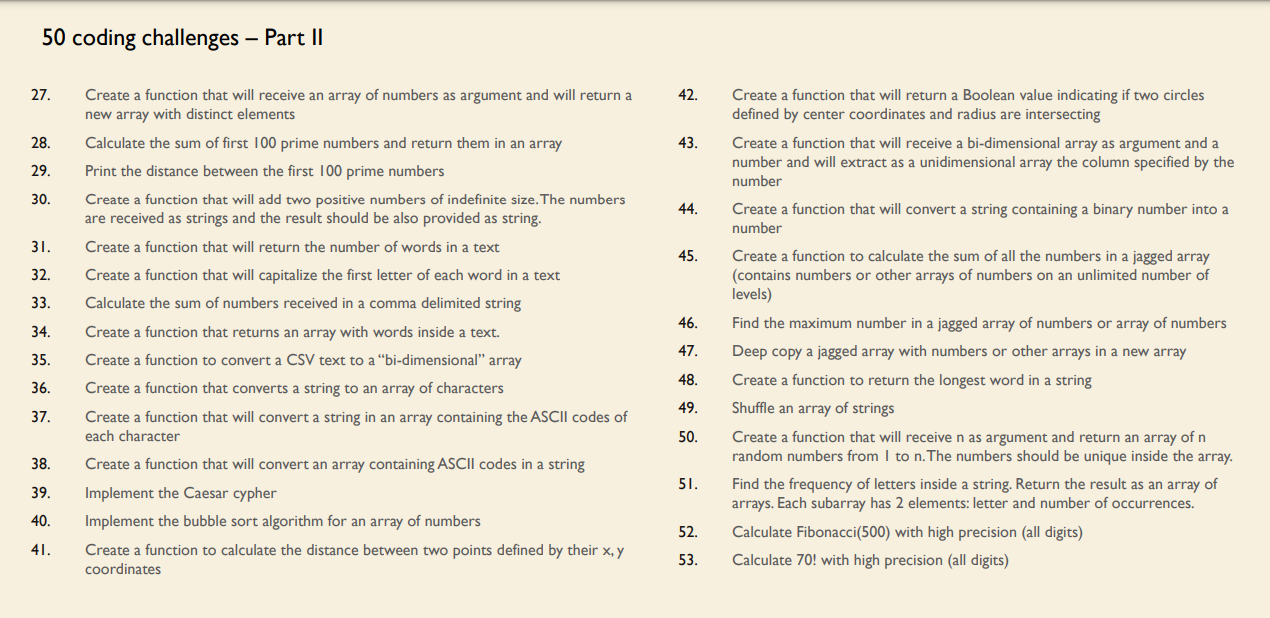 50 coding challenges – Part II
27. Create a function that will receive an array of numbers as argument and will return a
new array with distinct elements
28. Calculate the sum of first 100 prime numbers and return them in an array
29. Print the distance between the first 100 prime numbers
30. Create a function that will add two positive numbers of indefinite size. The numbers
are received as strings and the result should be also provided as string.
31. Create a function that will return the number of words in a text
32. Create a function that will capitalize the first letter of each word in a text
33. Calculate the sum of numbers received in a comma delimited string
34. Create a function that returns an array with words inside a text.
35. Create a function to convert a CSV text to a “bi-dimensional” array
36. Create a function that converts a string to an array of characters
37. Create a function that will convert a string in an array containing the ASCII codes of
each character
38. Create a function that will convert an array containing ASCII codes in a string
39. Implement the Caesar cypher
40. Implement the bubble sort algorithm for an array of numbers
41. Create a function to calculate the distance between two points defined by their x, y
coordinates
42. Create a function that will return a Boolean value indicating if two circles
defined by center coordinates and radius are intersecting
43. Create a function that will receive a bi-dimensional array as argument and a
number and will extract as a unidimensional array the column specified by the
number
44. Create a function that will convert a string containing a binary number into a
number
45. Create a function to calculate the sum of all the numbers in a jagged array
(contains numbers or other arrays of numbers on an unlimited number of
levels)
46. Find the maximum number in a jagged array of numbers or array of numbers
47. Deep copy a jagged array with numbers or other arrays in a new array
48. Create a function to return the longest word in a string
49. Shuffle an array of strings
50. Create a function that will receive n as argument and return an array of n
random numbers from 1 to n. The numbers should be unique inside the array.
51. Find the frequency of letters inside a string. Return the result as an array of
arrays. Each subarray has 2 elements: letter and number of occurrences.
52. Calculate Fibonacci(500) with high precision (all digits)
53. Calculate 70! with high precision (all digits)